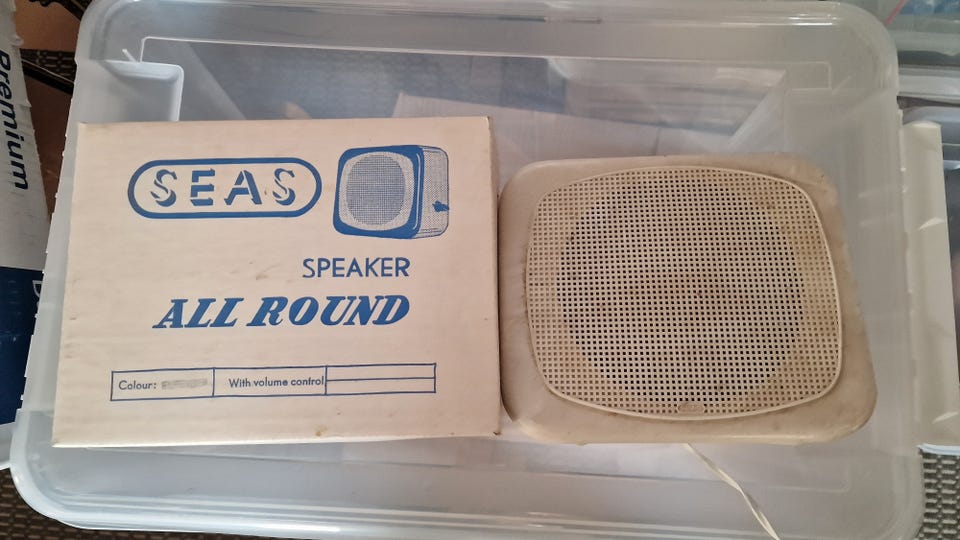 Premium
SEAS
SPEAKER
ALL ROUND
Colour:
With volume control